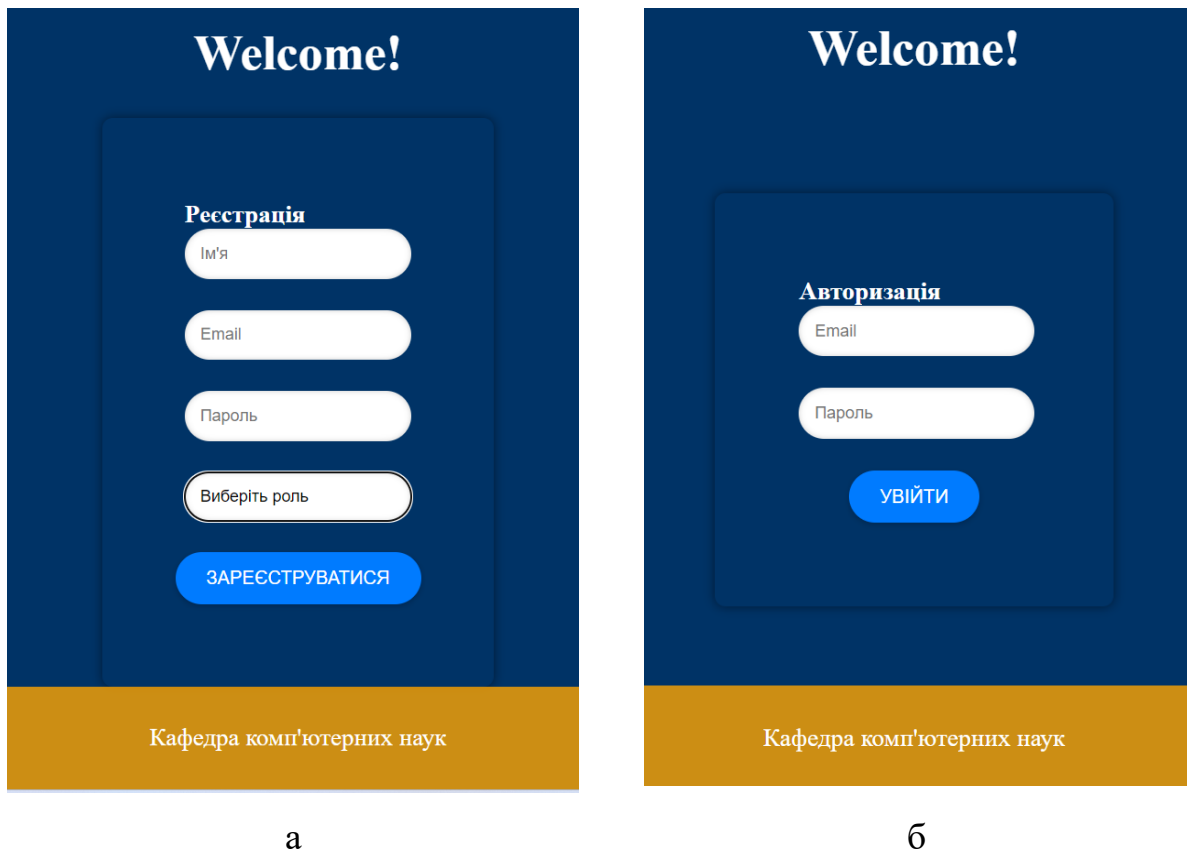 Welcome!
Реєстрація
Ім'я
Email
Пароль
Виберіть роль
ЗАРЕЄСТРУВАТИСЯ
Кафедра комп'ютерних наук
а
Welcome!
Авторизація
Email
Пароль
УВІЙТИ
Кафедра комп'ютерних наук
б